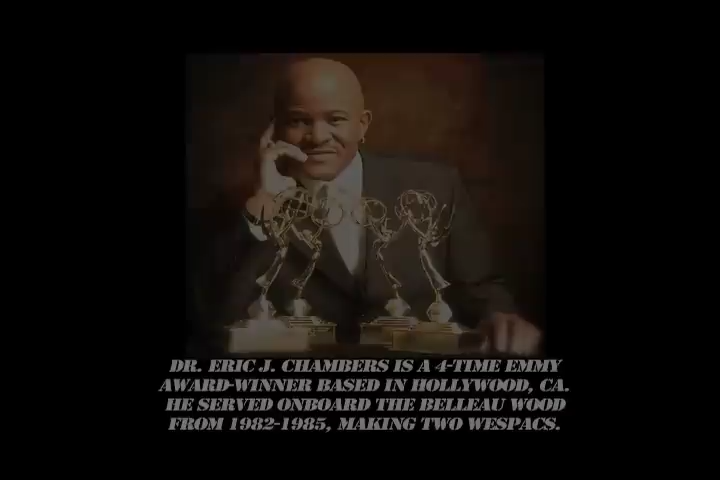 DR. ERIC J. CHAMBERS IS A 4-TIME EMMY
AWARD-WINNER BASED IN HOLLYWOOD, CA.
HE SERVED ONBOARD THE BELLEAU WOOD
FROM 1982-1985, MAKING TWO WESPACS.